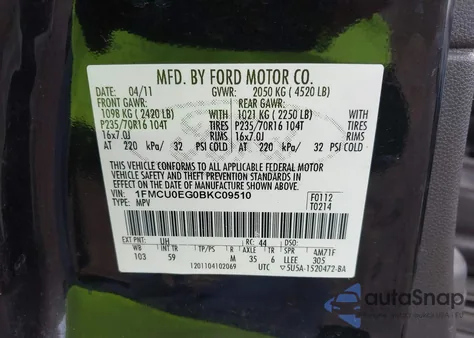 MFD. BY FORD MOTOR CO.
DATE: 04/11 GVWR: 2050 KG ( 4520 LB)
FRONT GAWR: REAR GAWR:
1098 KG ( 2420 LB) 1021 KG ( 2250 LB)
P235/70R16 104T TIRES P235/70R16 104T TIRES
16x7.0J RIMS 16x7.0J RIMS
AT 220 kPa/ 32 PSI COLD AT 220 kPa/ 32 PSI COLD
THIS VEHICLE CONFORMS TO ALL APPLICABLE FEDERAL MOTOR
VEHICLE SAFETY AND THEFT PREVENTION STANDARDS IN EFFECT ON
THE DATE OF MANUFACTURE SHOWN ABOVE.
VIN: 1FMCU0EG0BKC09510 F0112
TYPE: MPV T0214
EXT PNT: UH RC: 44 DSO:
WB TP/PS R AXLE TR AM71F
103 59 M 35 6 LLEE 305
1201104102069 UTC 5U5A-1520472-BA
autoSnap